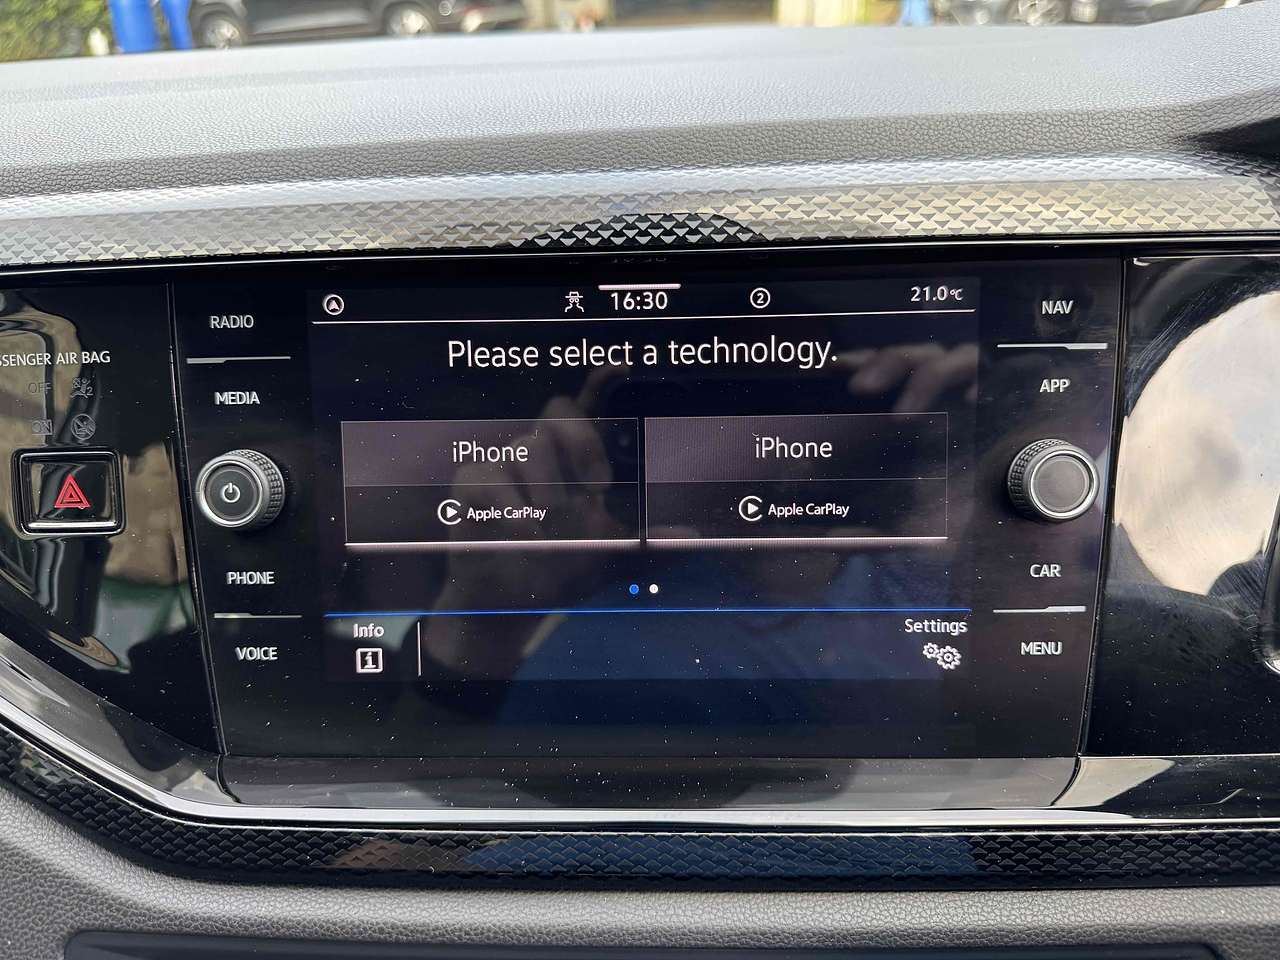 16:30
2
21.0°C
RADIO
NAV
SSENGER AIR BAG
Please select a technology.
OFF
2
MEDIA
APP
ON
iPhone
iPhone
Apple CarPlay
Apple CarPlay
PHONE
CAR
Info
Settings
VOICE
MENU